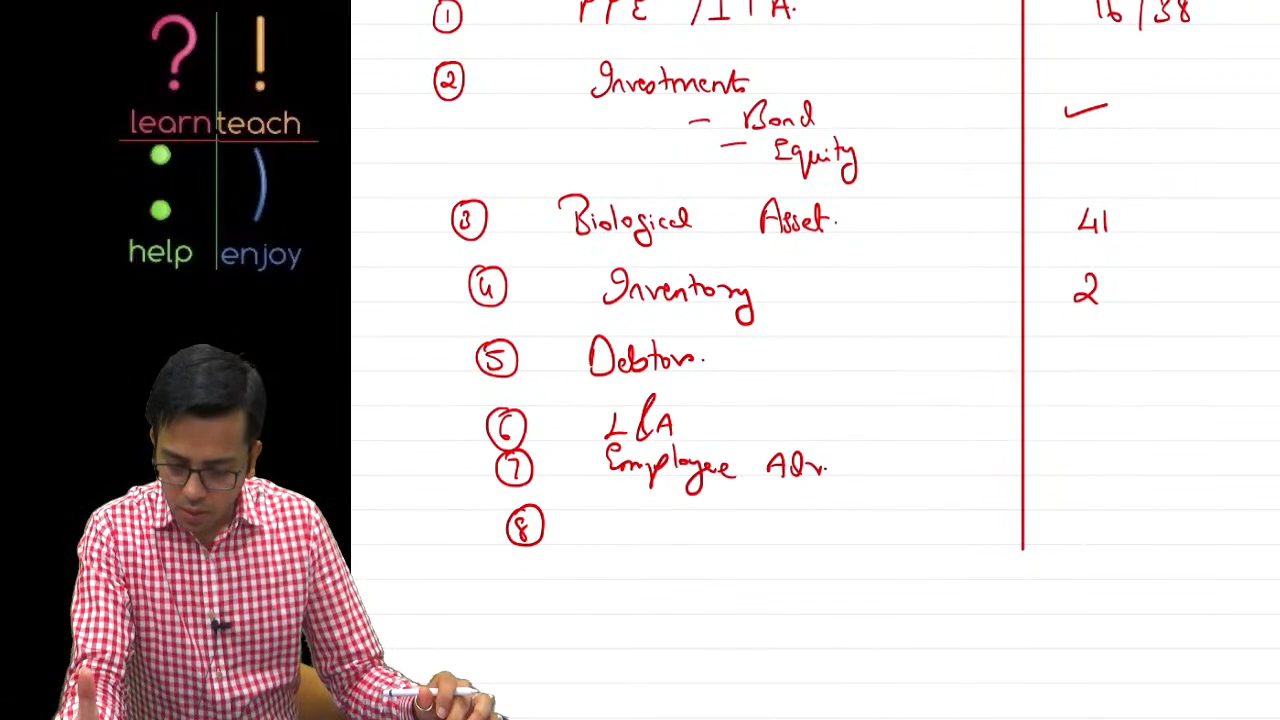 ? !
learn teach
: )
help enjoy
① PPE / ITA. 16/38
② Investments
- Bond ✓
- Equity
③ Biological Asset. 41
④ Inventory 2
⑤ Debtors.
⑥ L&A
⑦ Employee Adv.
⑧